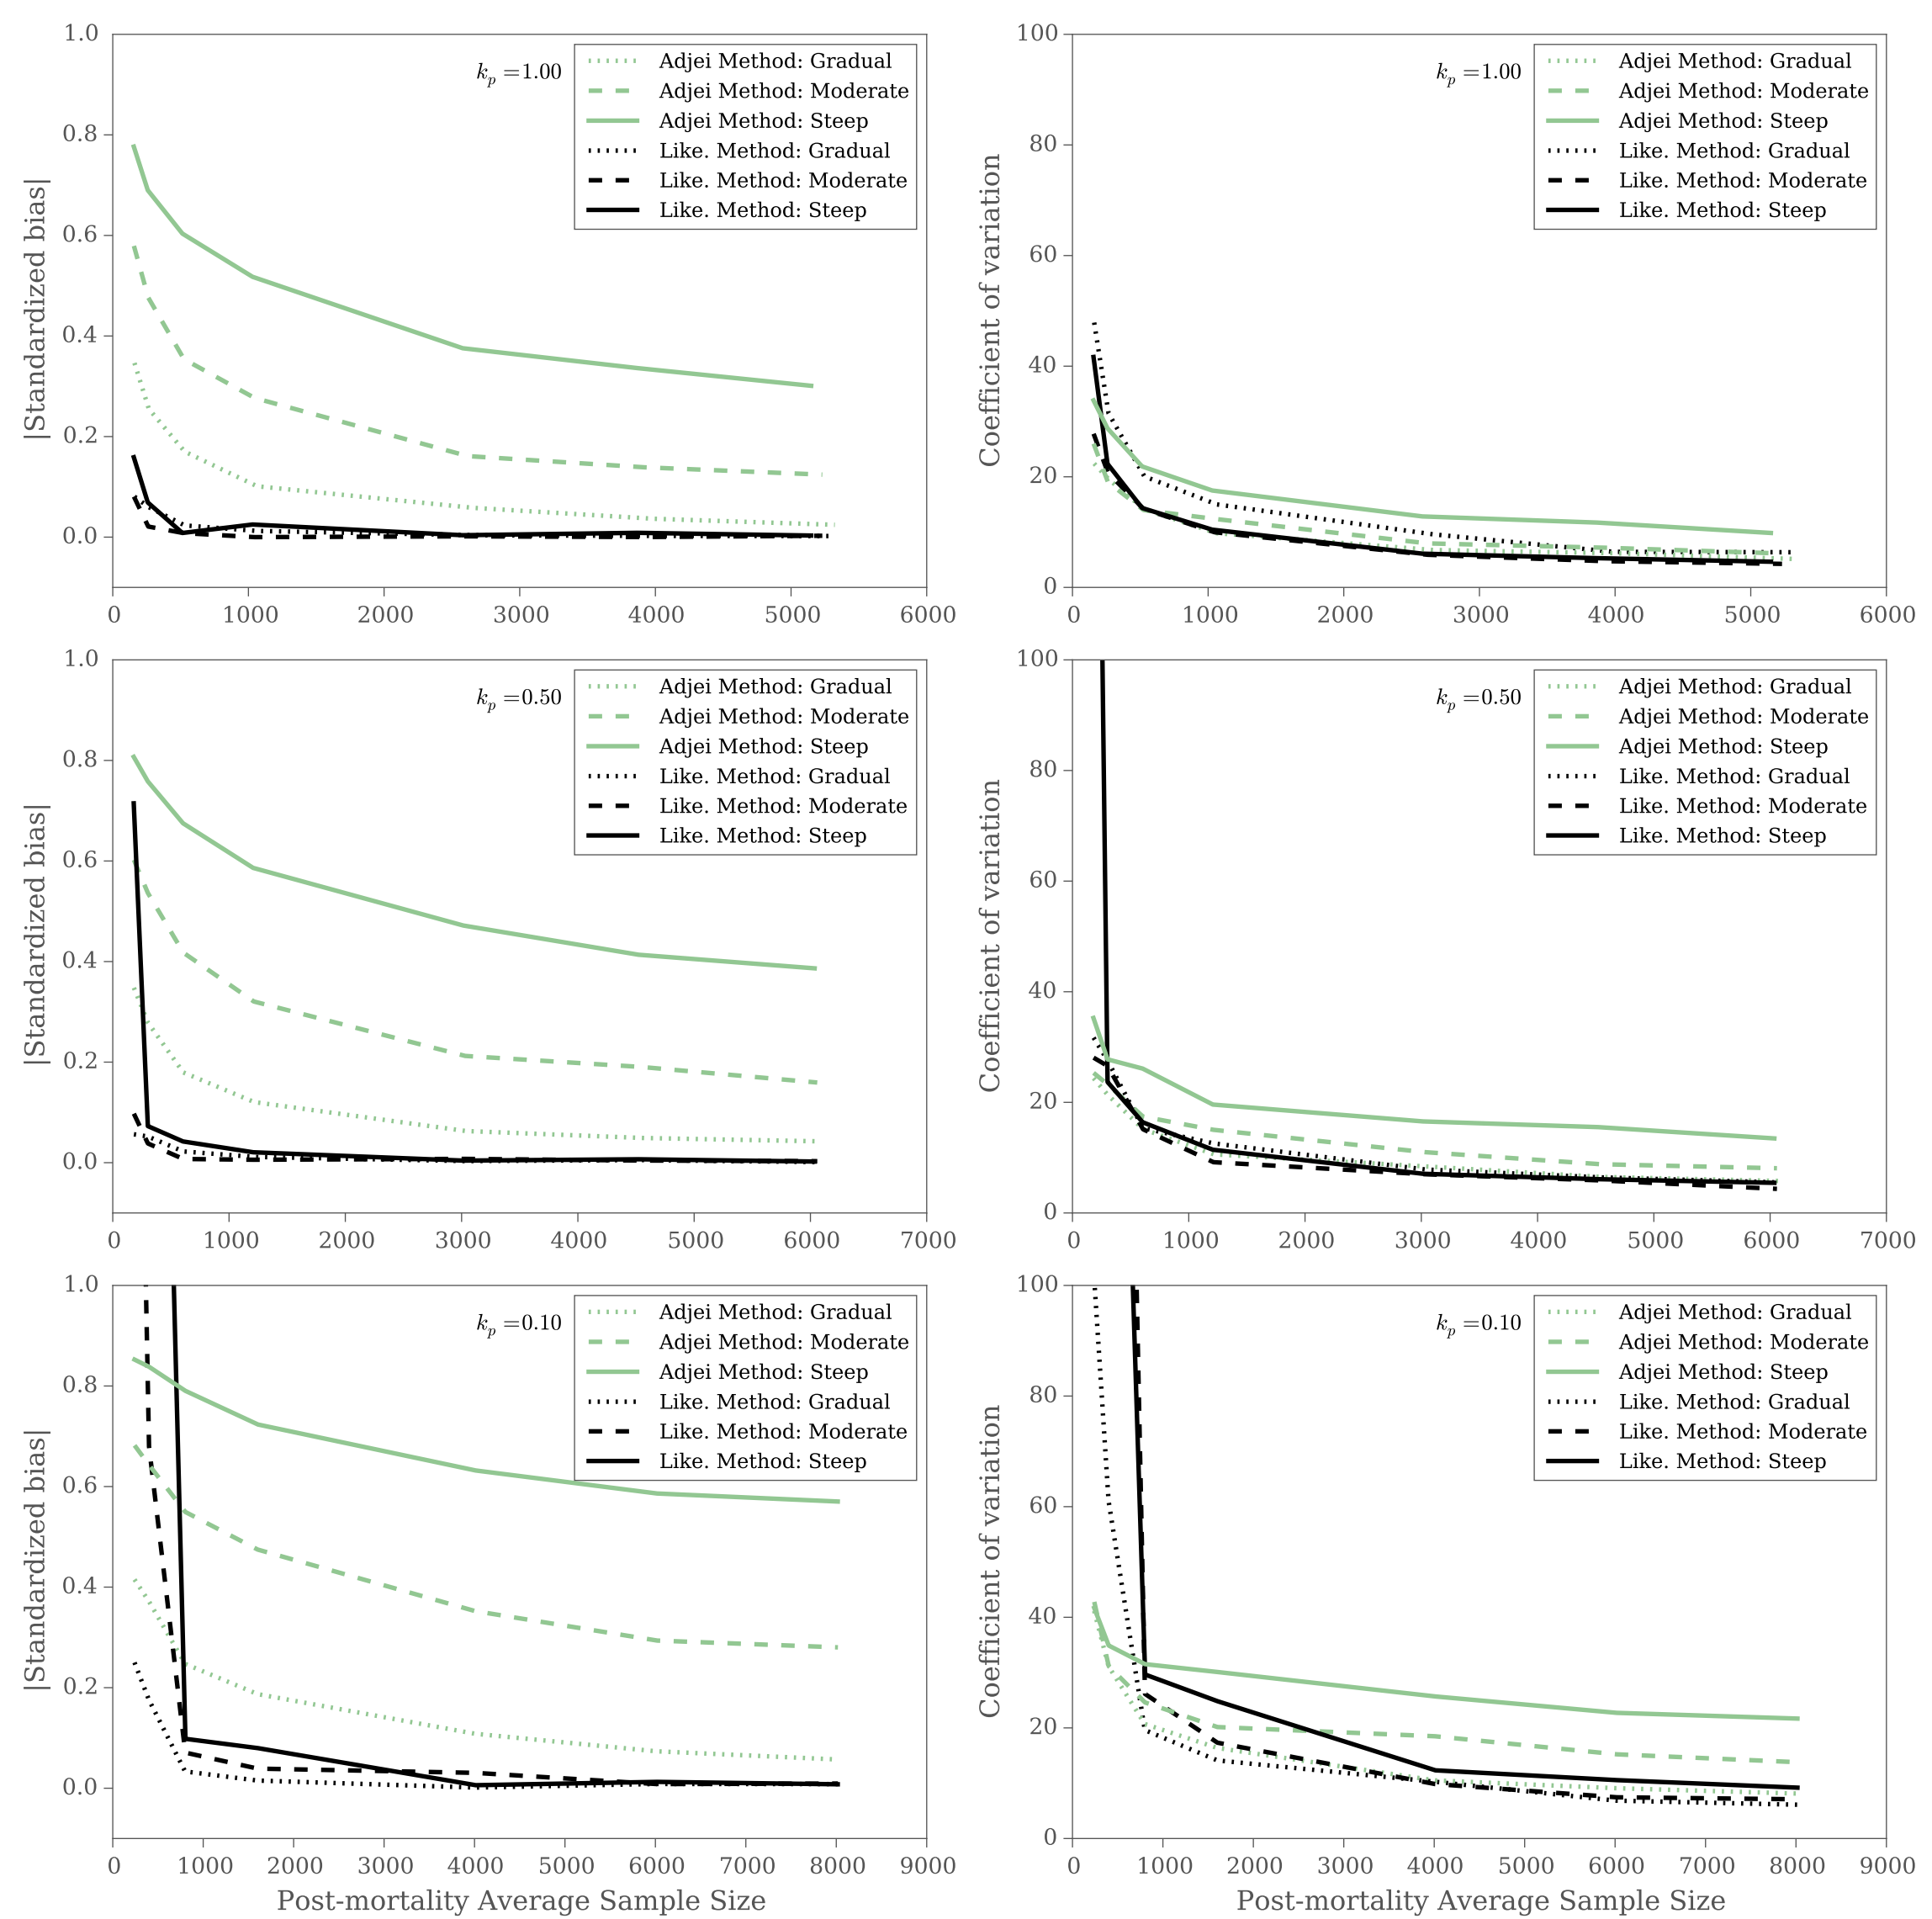 |Standardized bias|
1.0
0.8
0.6
0.4
0.2
0.0
k_p = 1.00
Adjei Method: Gradual
Adjei Method: Moderate
Adjei Method: Steep
Like. Method: Gradual
Like. Method: Moderate
Like. Method: Steep
0 1000 2000 3000 4000 5000 6000
Coefficient of variation
100
80
60
40
20
0
k_p = 1.00
Adjei Method: Gradual
Adjei Method: Moderate
Adjei Method: Steep
Like. Method: Gradual
Like. Method: Moderate
Like. Method: Steep
0 1000 2000 3000 4000 5000 6000
|Standardized bias|
1.0
0.8
0.6
0.4
0.2
0.0
k_p = 0.50
Adjei Method: Gradual
Adjei Method: Moderate
Adjei Method: Steep
Like. Method: Gradual
Like. Method: Moderate
Like. Method: Steep
0 1000 2000 3000 4000 5000 6000 7000
Coefficient of variation
100
80
60
40
20
0
k_p = 0.50
Adjei Method: Gradual
Adjei Method: Moderate
Adjei Method: Steep
Like. Method: Gradual
Like. Method: Moderate
Like. Method: Steep
0 1000 2000 3000 4000 5000 6000 7000
|Standardized bias|
1.0
0.8
0.6
0.4
0.2
0.0
k_p = 0.10
Adjei Method: Gradual
Adjei Method: Moderate
Adjei Method: Steep
Like. Method: Gradual
Like. Method: Moderate
Like. Method: Steep
0 1000 2000 3000 4000 5000 6000 7000 8000 9000
Post-mortality Average Sample Size
Coefficient of variation
100
80
60
40
20
0
k_p = 0.10
Adjei Method: Gradual
Adjei Method: Moderate
Adjei Method: Steep
Like. Method: Gradual
Like. Method: Moderate
Like. Method: Steep
0 1000 2000 3000 4000 5000 6000 7000 8000 9000
Post-mortality Average Sample Size